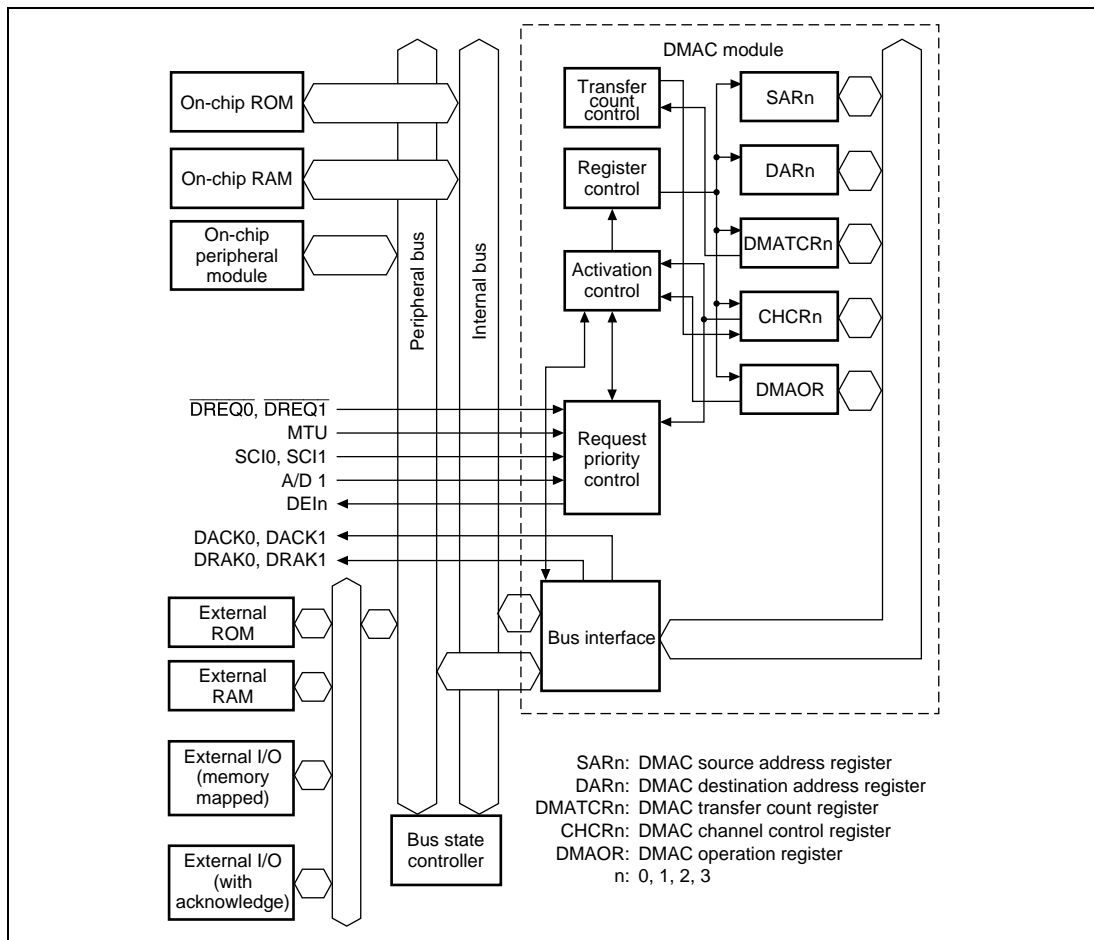 DMAC module
On-chip ROM
On-chip RAM
On-chip
peripheral
module
Peripheral bus
Internal bus
Transfer
count
control
Register
control
Activation
control
Request
priority
control
SARn
DARn
DMATCRn
CHCRn
DMAOR
D̅R̅E̅Q̅0̅, D̅R̅E̅Q̅1̅
MTU
SCI0, SCI1
A/D 1
DEIn
DACK0, DACK1
DRAK0, DRAK1
External
ROM
External
RAM
External I/O
(memory
mapped)
External I/O
(with
acknowledge)
Bus interface
Bus state
controller
SARn: DMAC source address register
DARn: DMAC destination address register
DMATCRn: DMAC transfer count register
CHCRn: DMAC channel control register
DMAOR: DMAC operation register
n: 0, 1, 2, 3